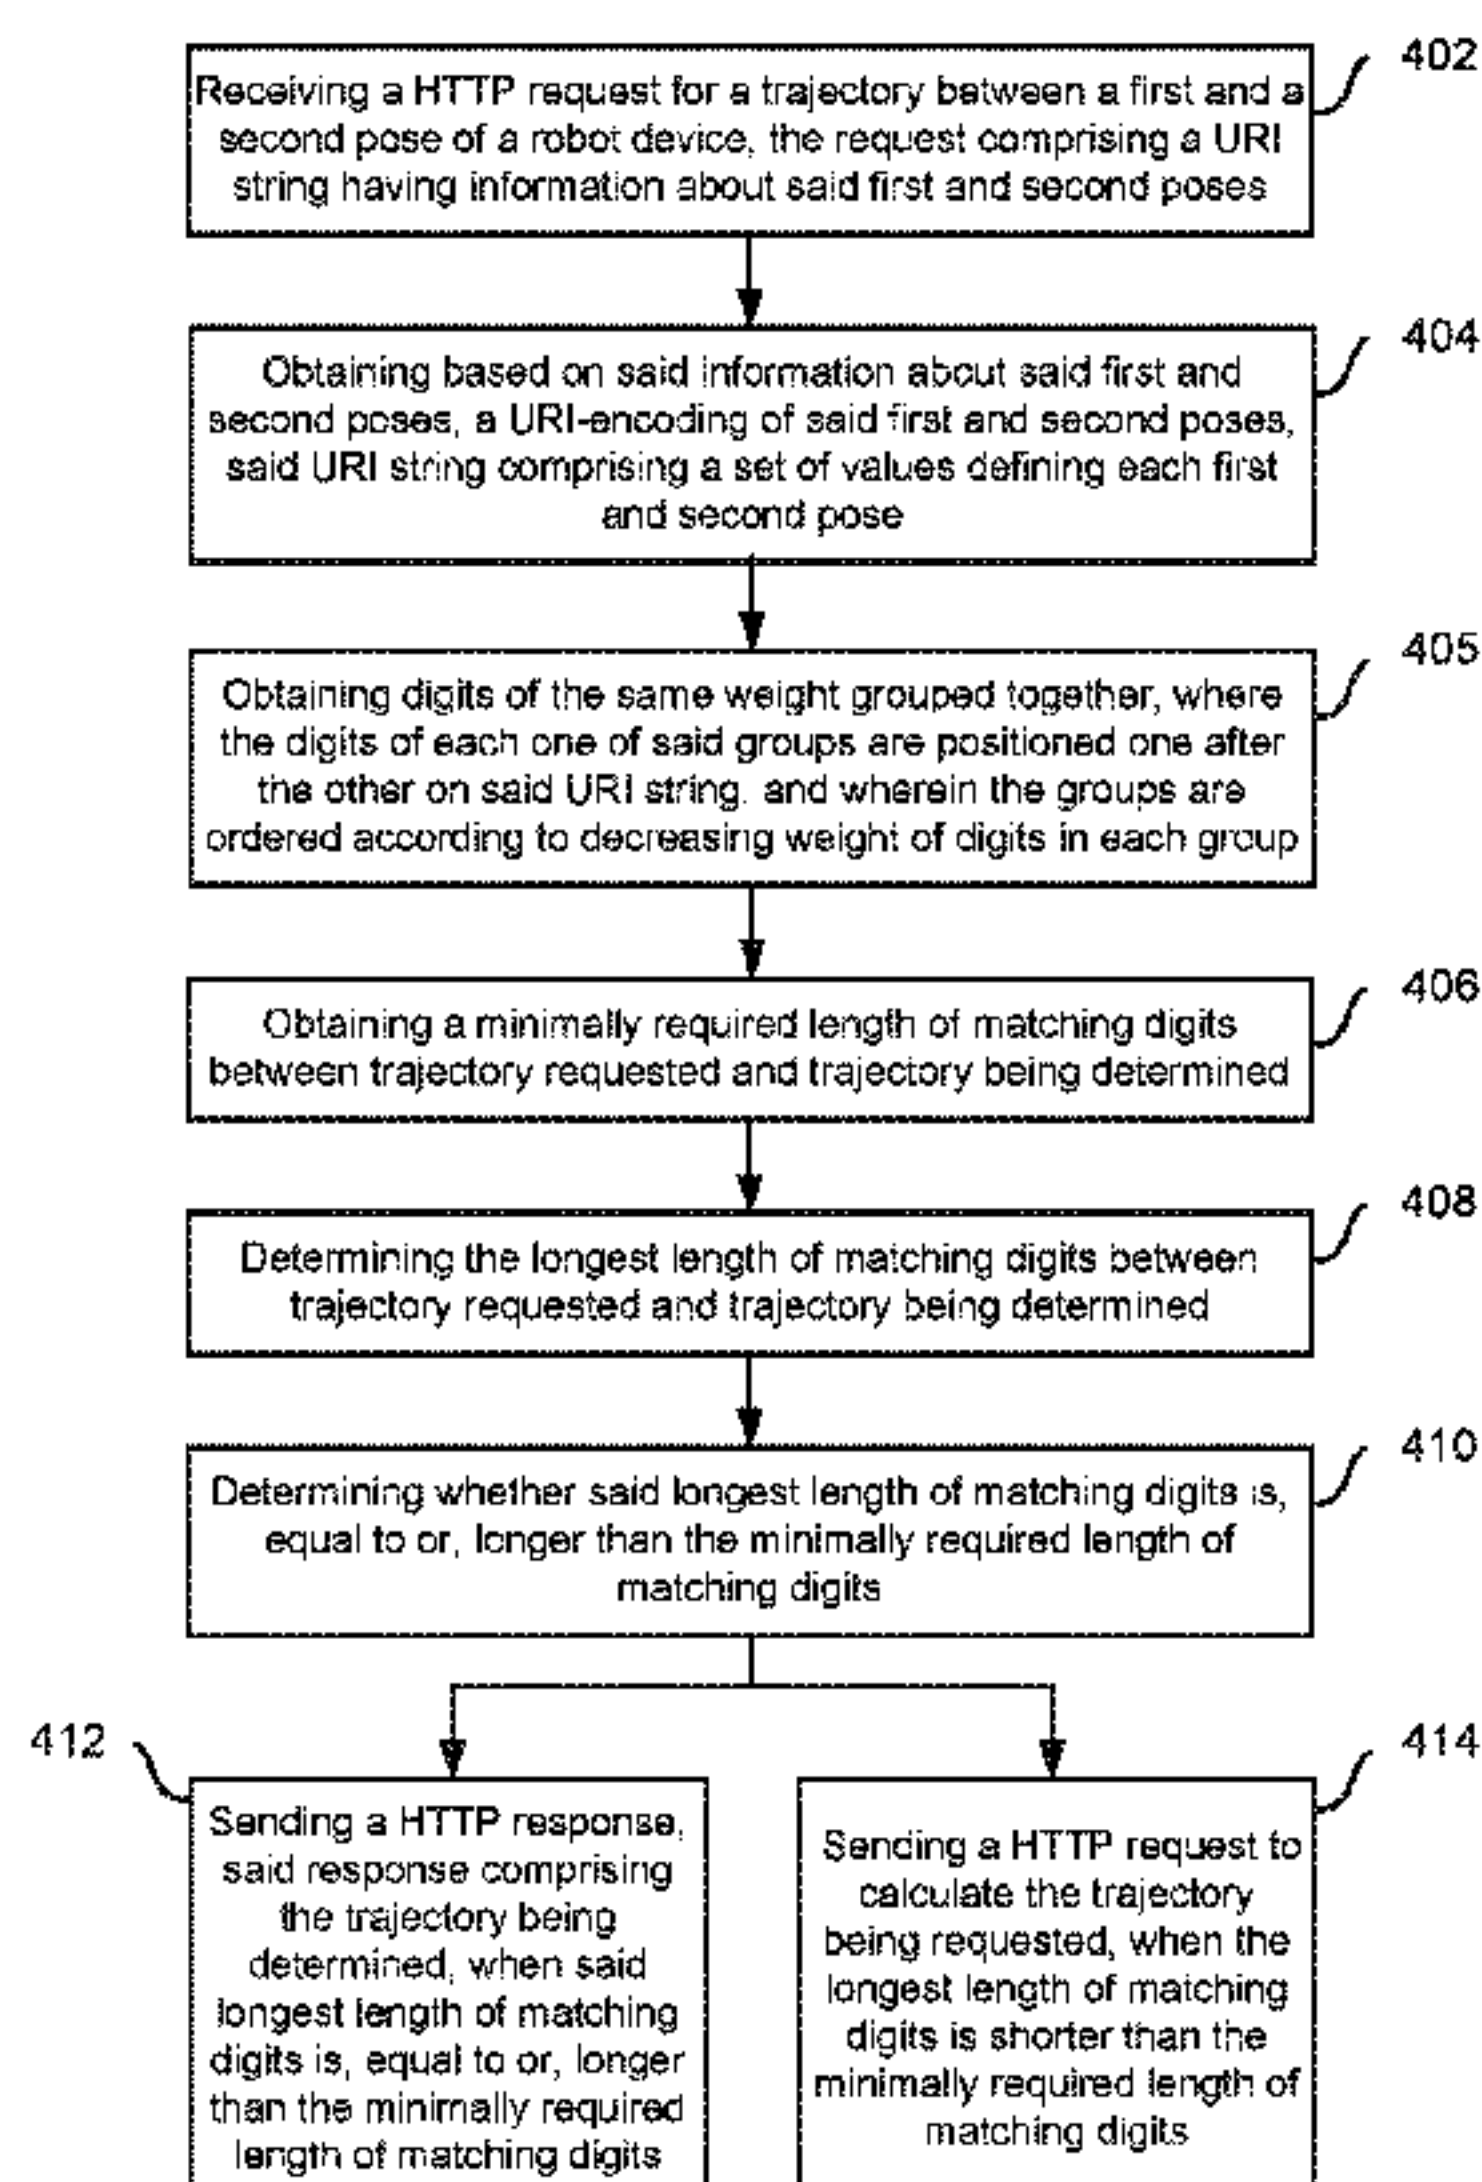 402
Receiving a HTTP request for a trajectory between a first and a
second pose of a robot device, the request comprising a URI
string having information about said first and second poses
404
Obtaining based on said information about said first and
second poses, a URI-encoding of said first and second poses,
said URI string comprising a set of values defining each first
and second pose
405
Obtaining digits of the same weight grouped together, where
the digits of each one of said groups are positioned one after
the other on said URI string, and wherein the groups are
ordered according to decreasing weight of digits in each group
406
Obtaining a minimally required length of matching digits
between trajectory requested and trajectory being determined
408
Determining the longest length of matching digits between
trajectory requested and trajectory being determined
410
Determining whether said longest length of matching digits is,
equal to or, longer than the minimally required length of
matching digits
412
Sending a HTTP response,
said response comprising
the trajectory being
determined, when said
longest length of matching
digits is, equal to or, longer
than the minimally required
length of matching digits
414
Sending a HTTP request to
calculate the trajectory
being requested, when the
longest length of matching
digits is shorter than the
minimally required length of
matching digits